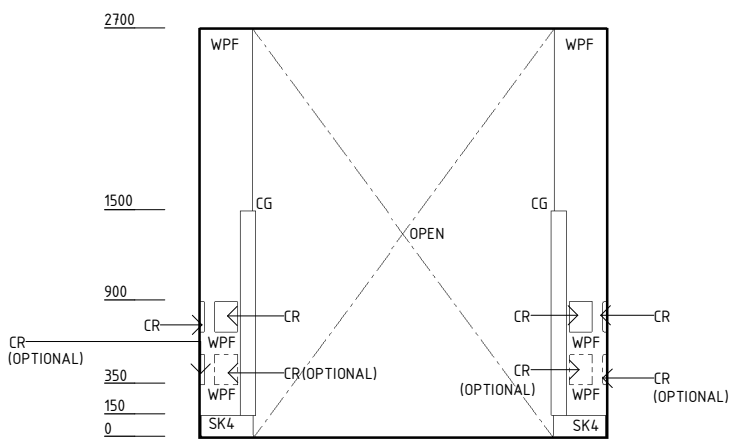 2700
WPF
WPF
1500
CG
CG
OPEN
900
CR
CR
CR
CR
CR
(OPTIONAL)
WPF
WPF
350
CR(OPTIONAL)
CR
(OPTIONAL)
CR
(OPTIONAL)
WPF
WPF
150
SK4
SK4
0